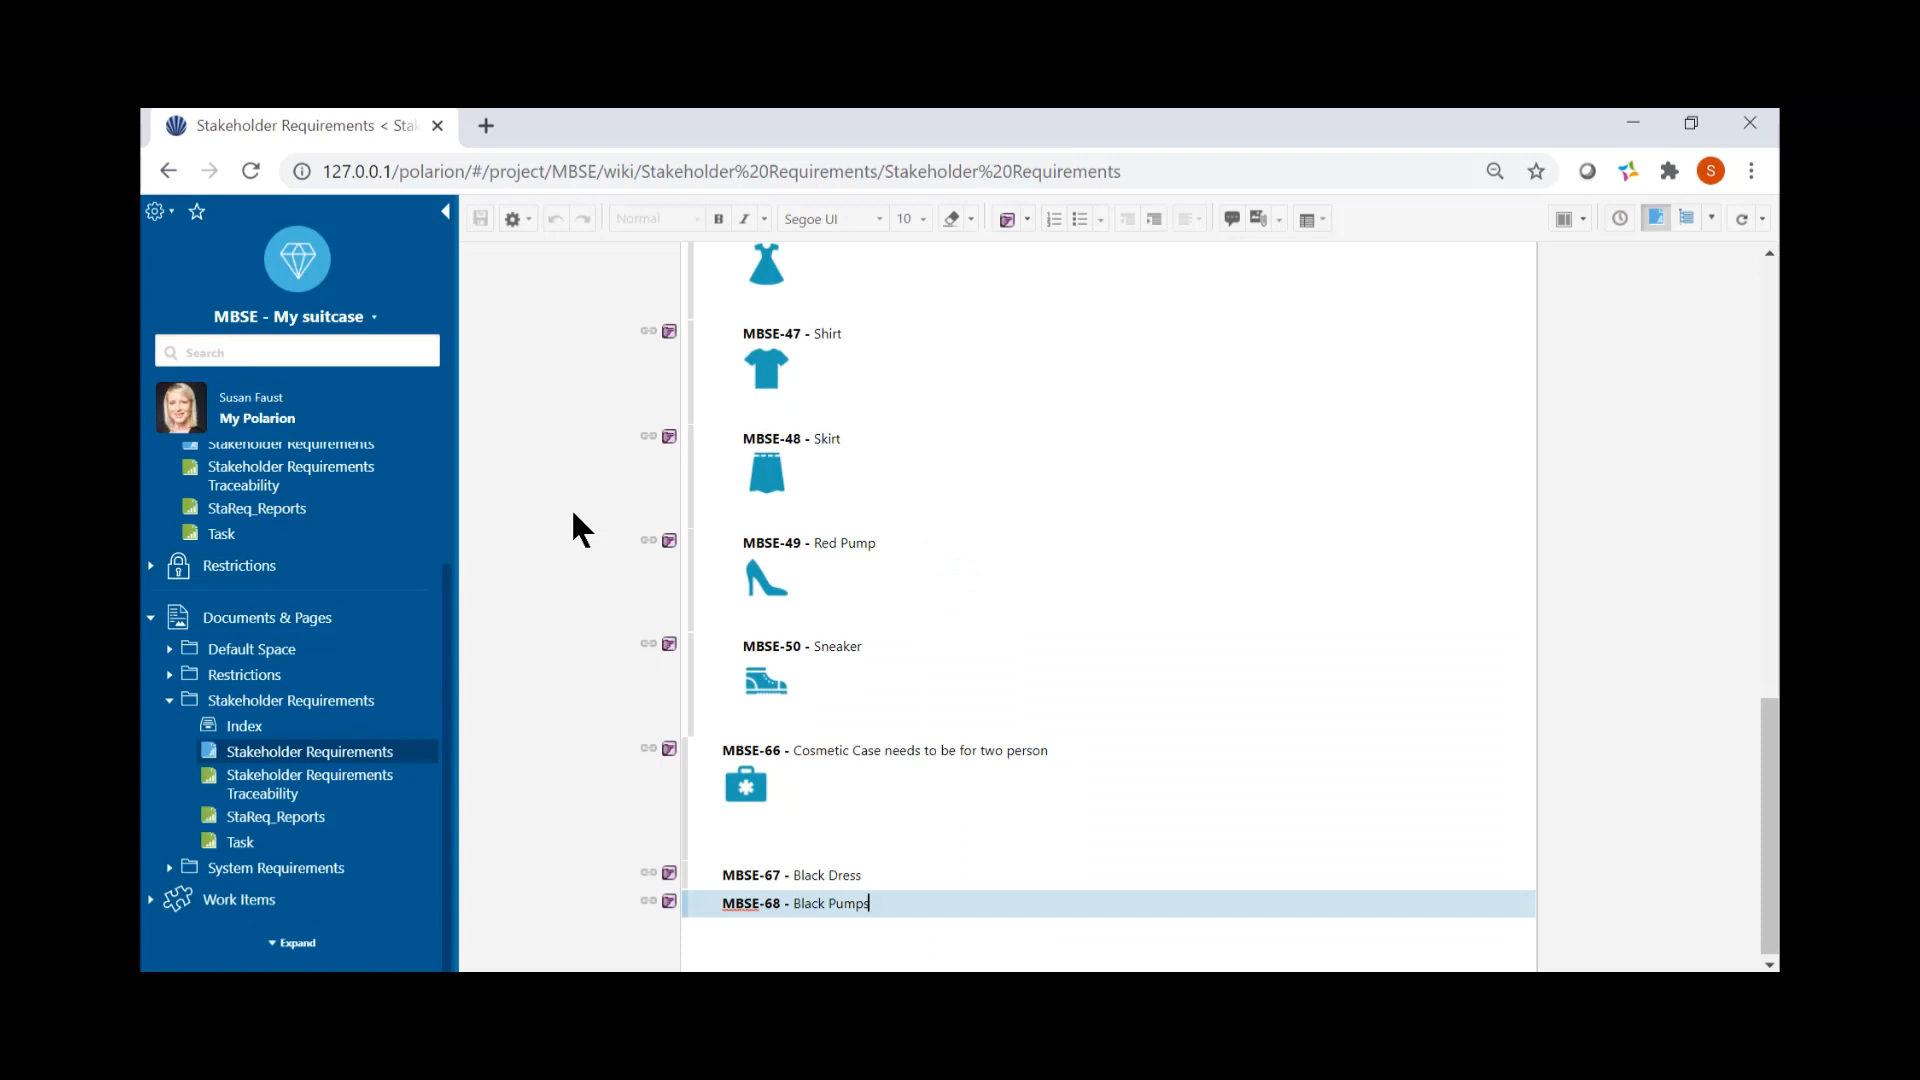 Stakeholder Requirements < Stak
127.0.0.1/polarion/#/project/MBSE/wiki/Stakeholder%20Requirements/Stakeholder%20Requirements
S
Normal
B
I
Segoe UI
10
MBSE - My suitcase
Search
Susan Faust
My Polarion
Stakeholder Requirements
Stakeholder Requirements
Traceability
StaReq_Reports
Task
Restrictions
Documents & Pages
Default Space
Restrictions
Stakeholder Requirements
Index
Stakeholder Requirements
Stakeholder Requirements
Traceability
StaReq_Reports
Task
System Requirements
Work Items
Expand
MBSE-47 - Shirt
MBSE-48 - Skirt
MBSE-49 - Red Pump
MBSE-50 - Sneaker
MBSE-66 - Cosmetic Case needs to be for two person
MBSE-67 - Black Dress
MBSE-68 - Black Pumps